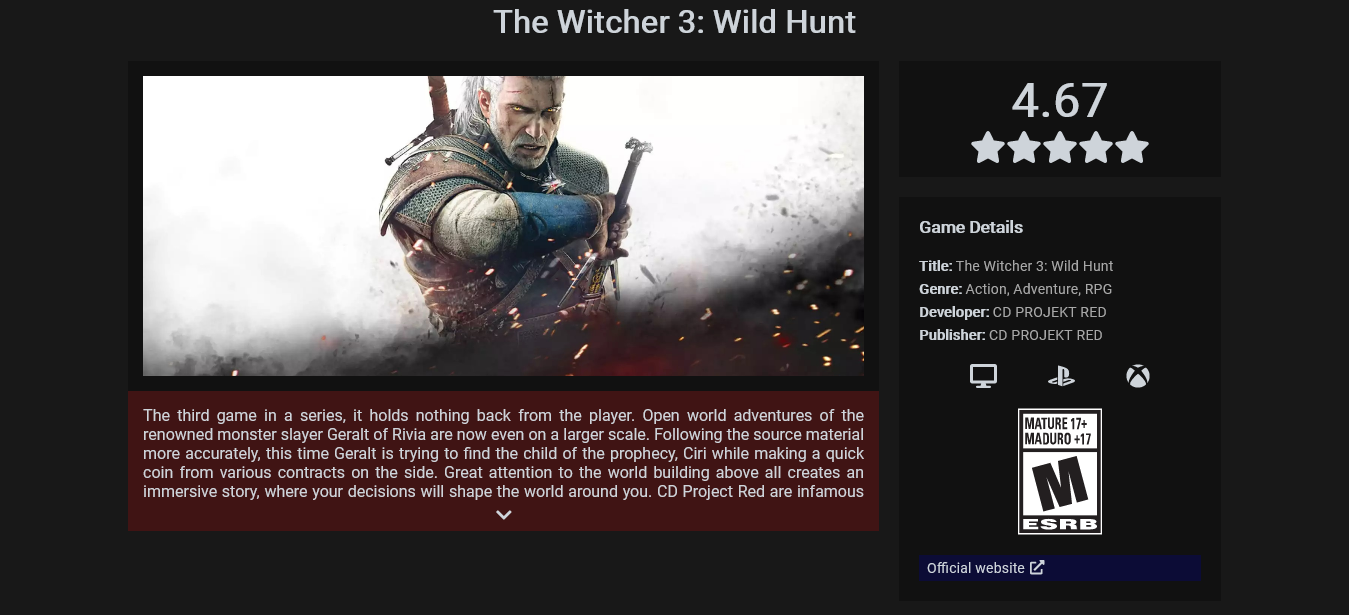 The Witcher 3: Wild Hunt
4.67
The third game in a series, it holds nothing back from the player. Open world adventures of the
renowned monster slayer Geralt of Rivia are now even on a larger scale. Following the source material
more accurately, this time Geralt is trying to find the child of the prophecy, Ciri while making a quick
coin from various contracts on the side. Great attention to the world building above all creates an
immersive story, where your decisions will shape the world around you. CD Project Red are infamous
Game Details
Title: The Witcher 3: Wild Hunt
Genre: Action, Adventure, RPG
Developer: CD PROJEKT RED
Publisher: CD PROJEKT RED
MATURE 17+
MADURO +17
M
ESRB
Official website